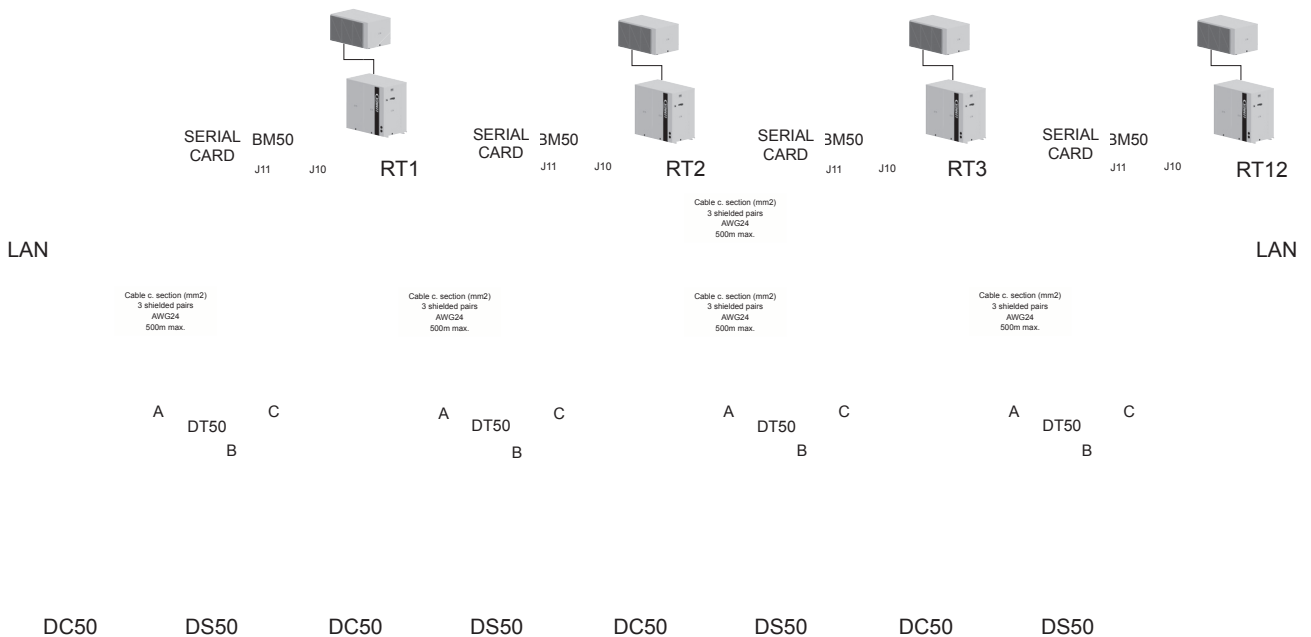 SERIAL
CARD
BM50
J11
J10
RT1
SERIAL
CARD
BM50
J11
J10
RT2
SERIAL
CARD
BM50
J11
J10
RT3
SERIAL
CARD
BM50
J11
J10
RT12
Cable c. section (mm2)
3 shielded pairs
AWG24
500m max.
LAN
LAN
Cable c. section (mm2)
3 shielded pairs
AWG24
500m max.
Cable c. section (mm2)
3 shielded pairs
AWG24
500m max.
Cable c. section (mm2)
3 shielded pairs
AWG24
500m max.
Cable c. section (mm2)
3 shielded pairs
AWG24
500m max.
A
DT50
C
B
A
DT50
C
B
A
DT50
C
B
A
DT50
C
B
DC50
DS50
DC50
DS50
DC50
DS50
DC50
DS50